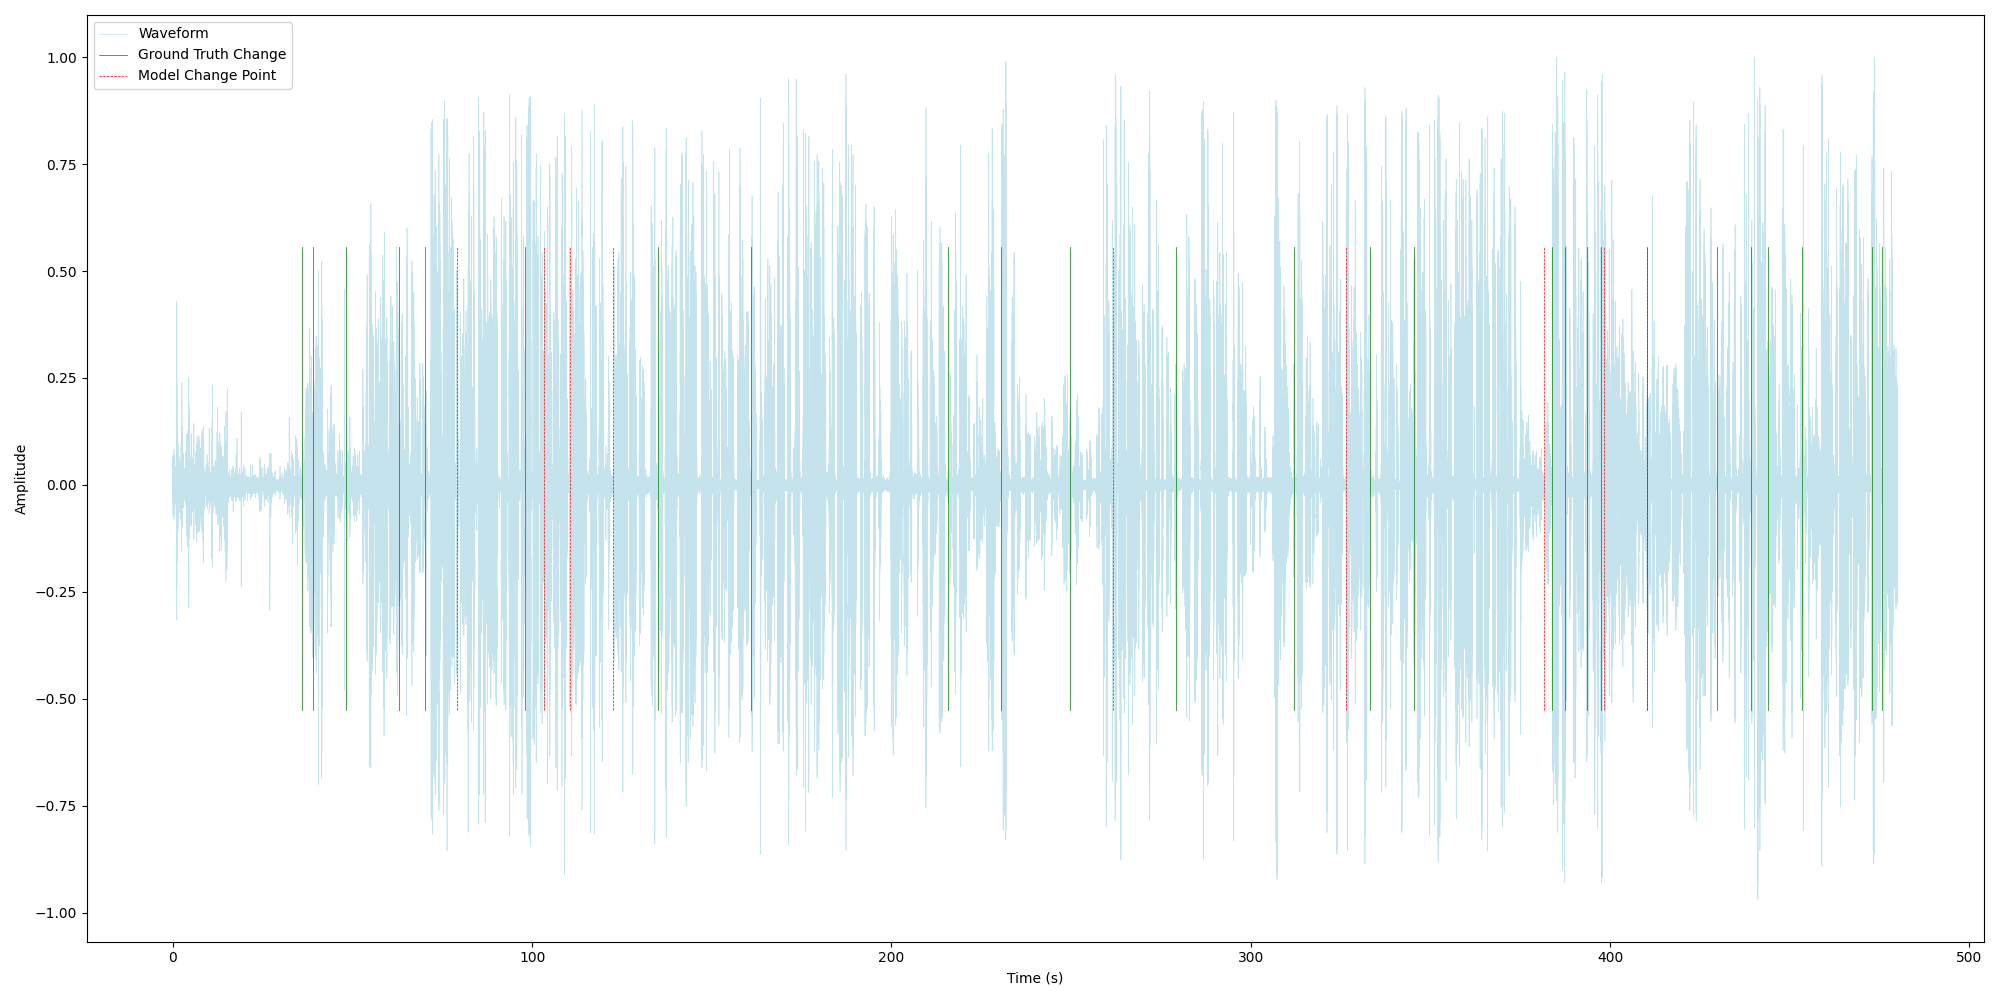 Waveform
Ground Truth Change
Model Change Point
1.00
0.75
0.50
0.25
0.00
−0.25
−0.50
−0.75
−1.00
Amplitude
0 100 200 300 400 500
Time (s)